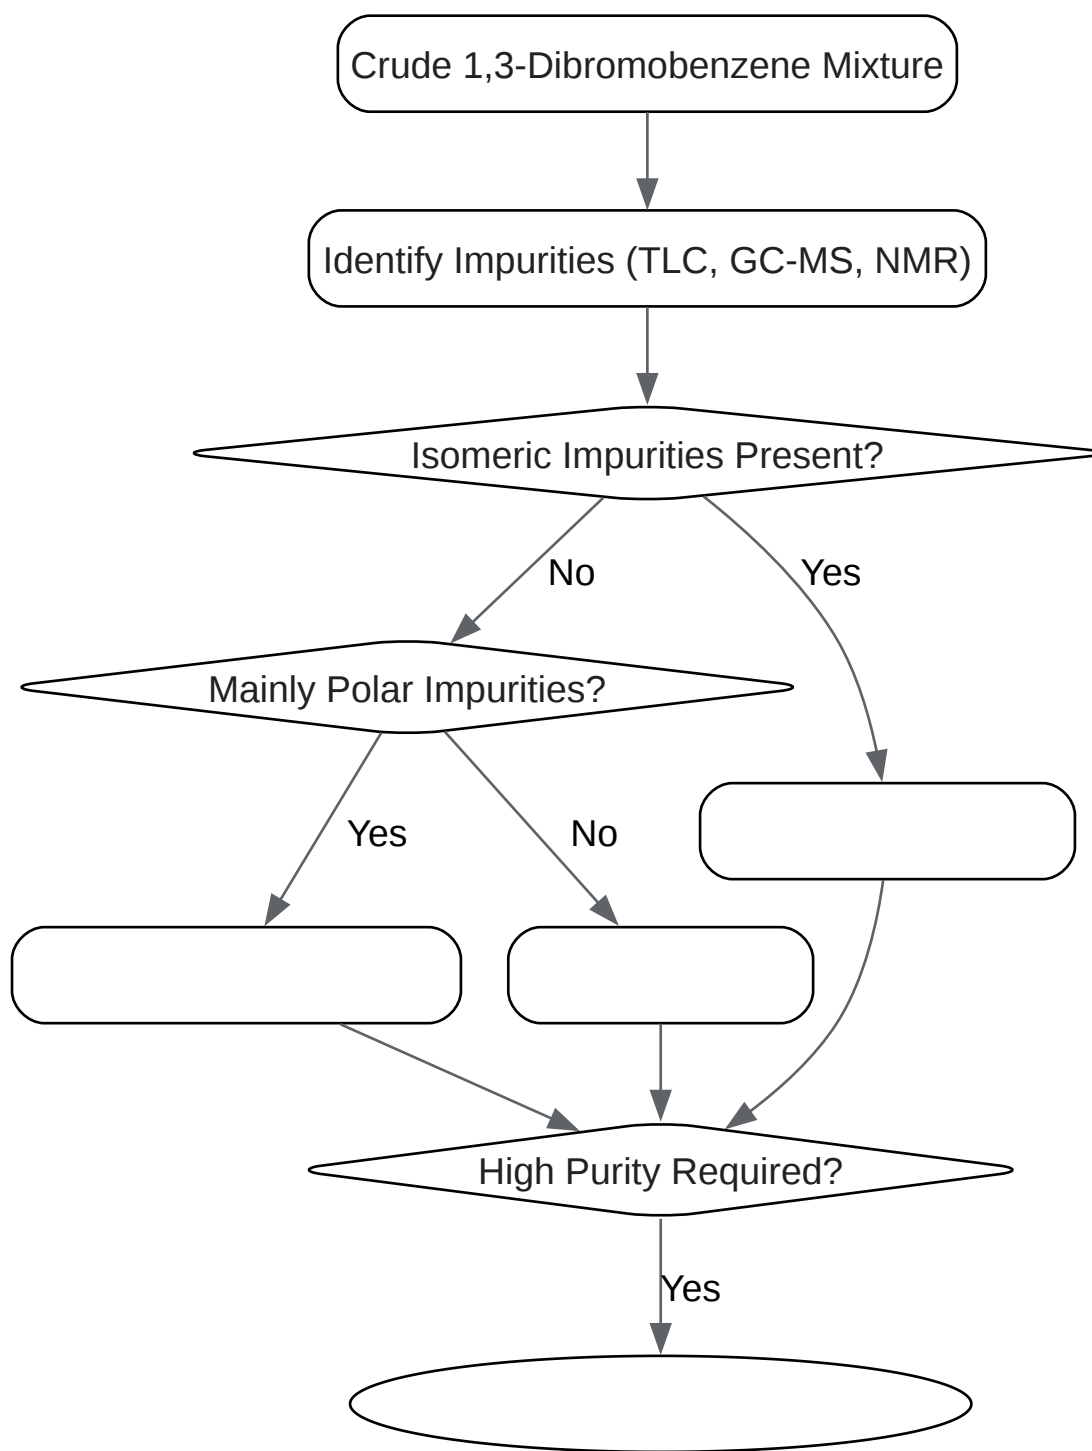 Crude 1,3-Dibromobenzene Mixture
Identify Impurities (TLC, GC-MS, NMR)
Isomeric Impurities Present?
No
Yes
Mainly Polar Impurities?
Yes
No
High Purity Required?
Yes